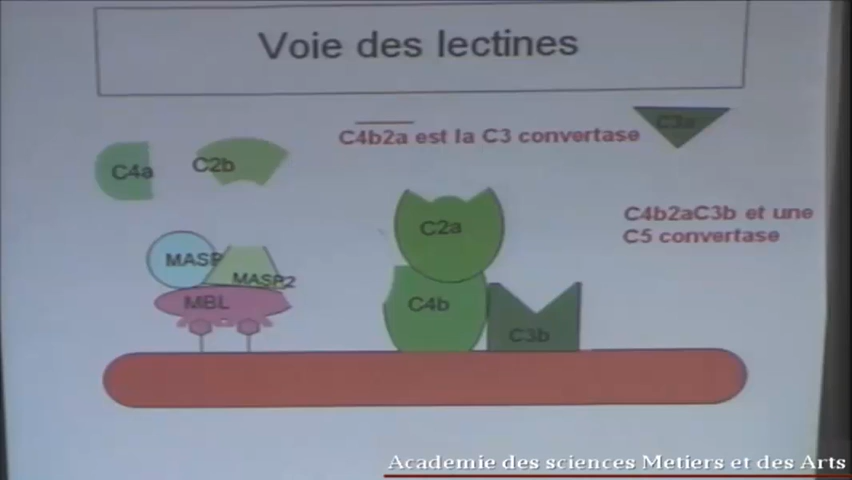 Voie des lectines
C4b2a est la C3 convertase
C3a
C4a
C2b
C4b2aC3b et une
C5 convertase
C2a
MASP
MASP2
MBL
C4b
C3b
Academie des sciences Metiers et des Arts